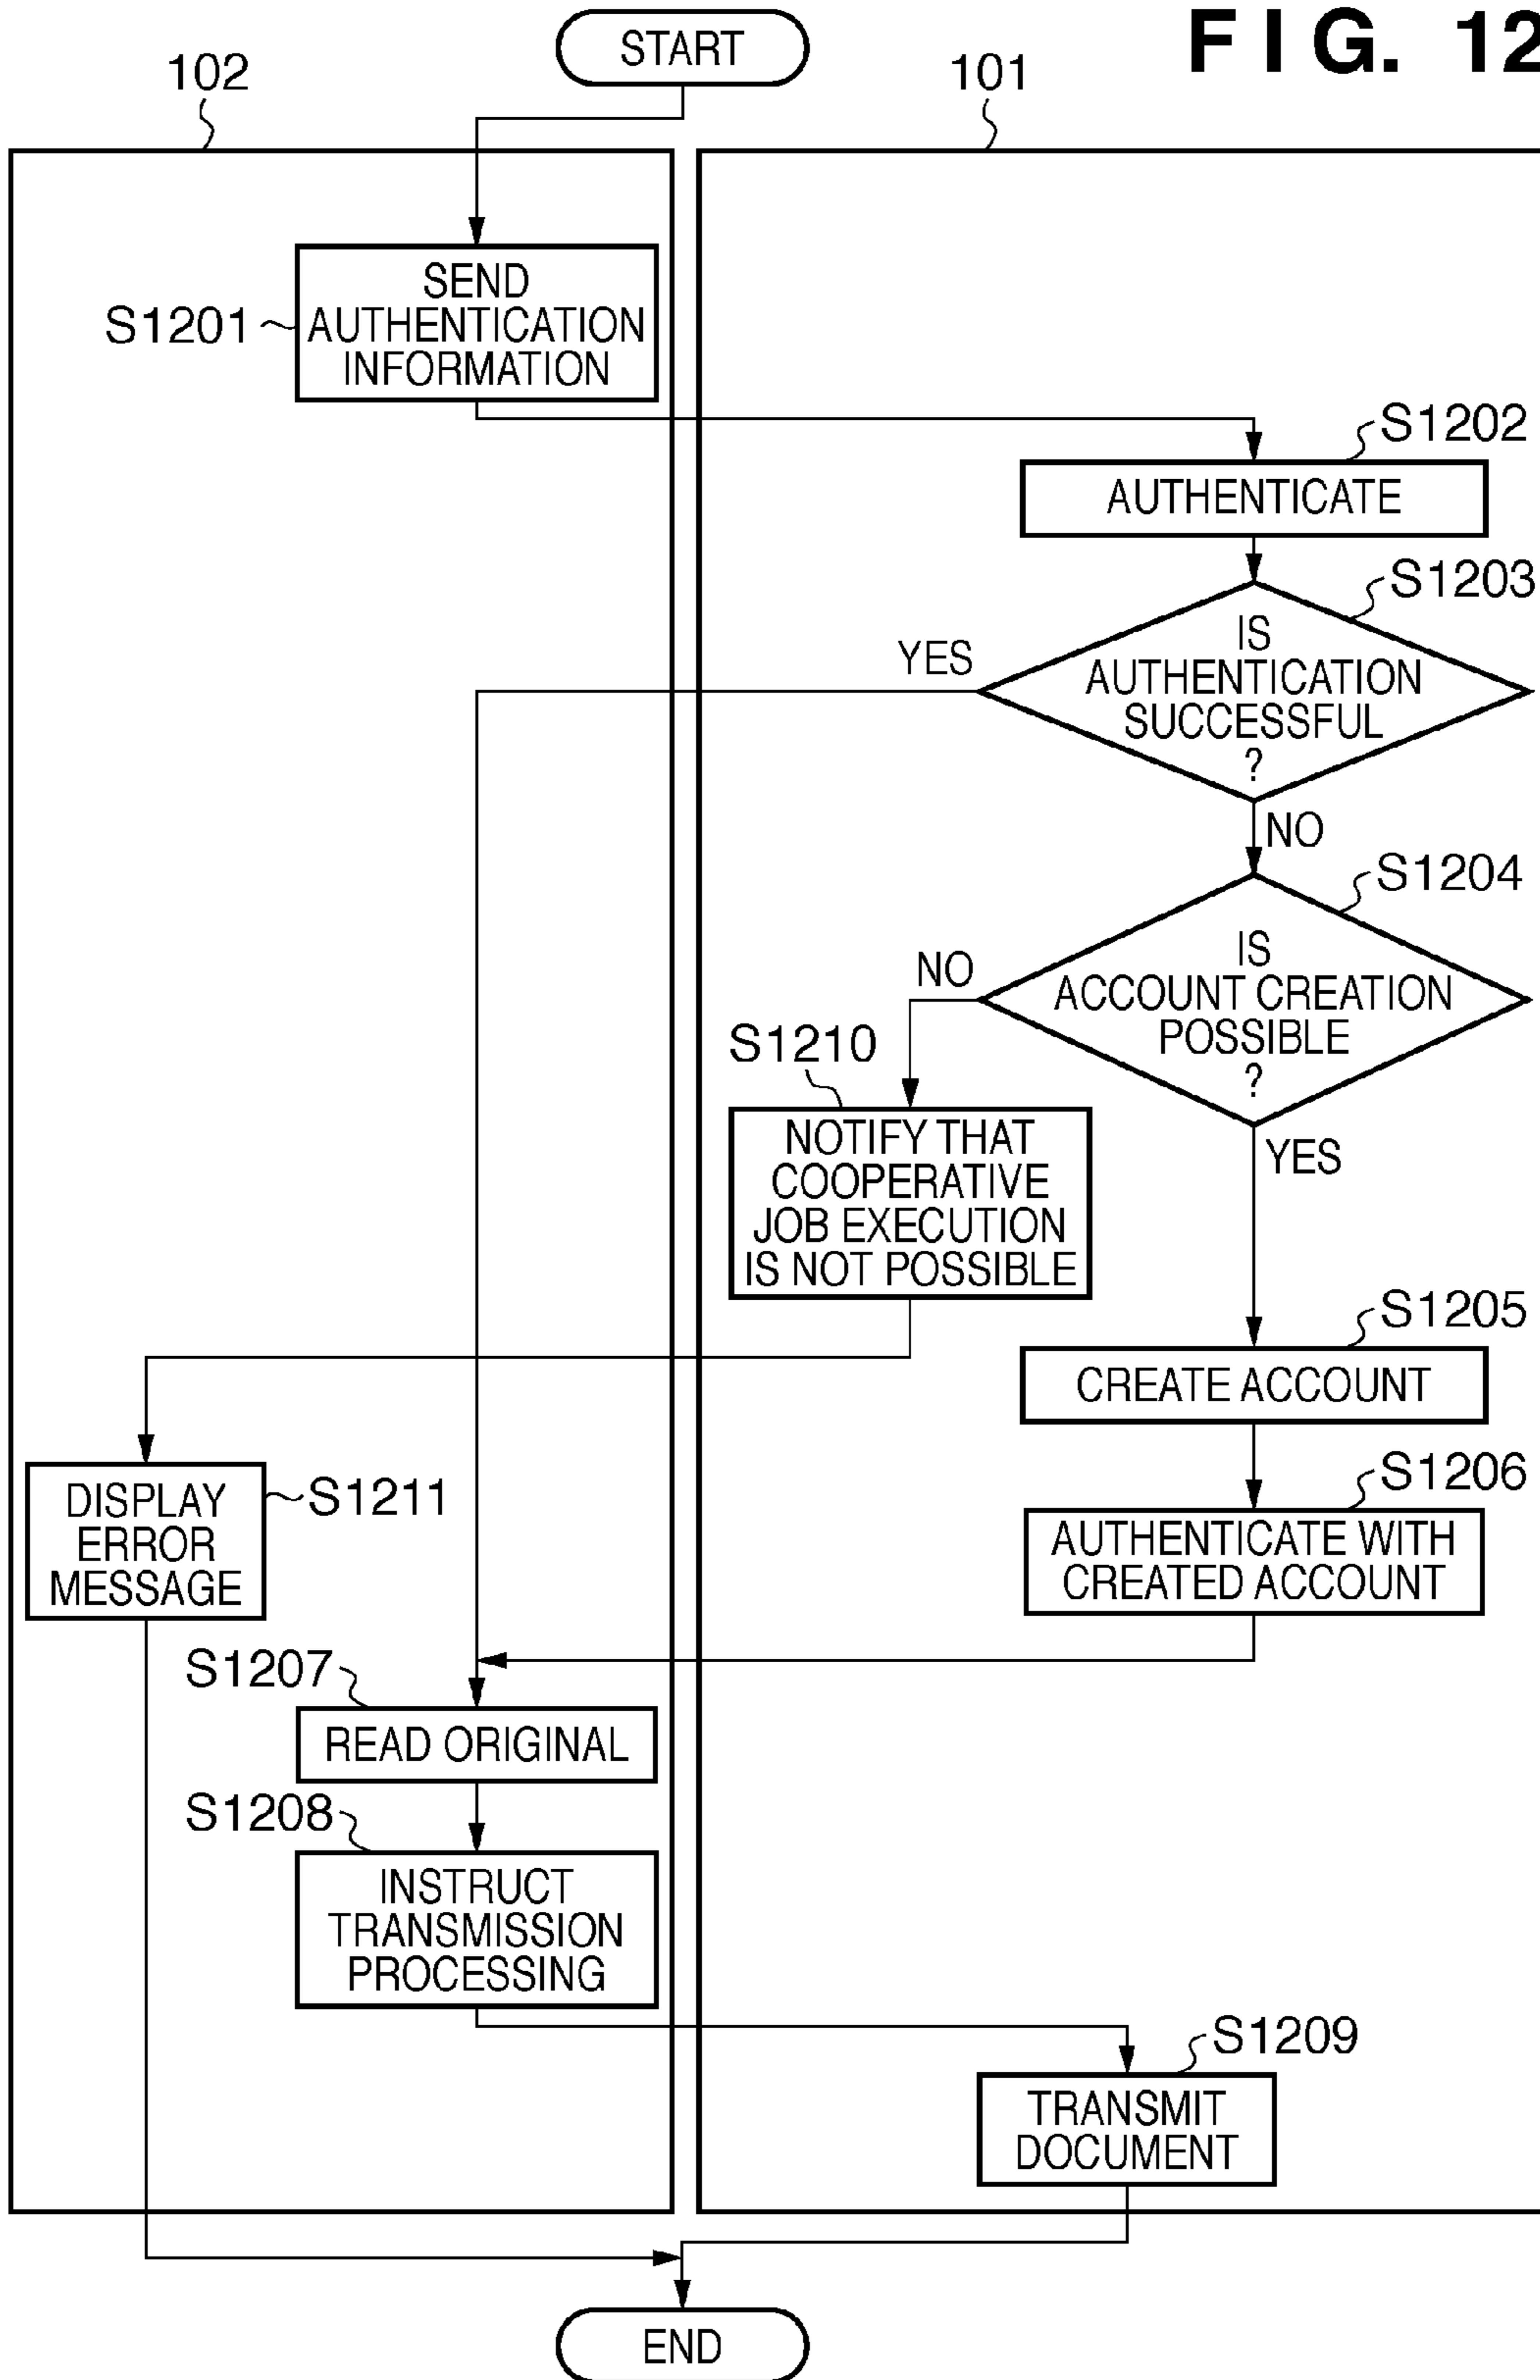 FIG. 12
START
102
101
SEND
AUTHENTICATION
INFORMATION
S1201
S1202
AUTHENTICATE
S1203
IS
AUTHENTICATION
SUCCESSFUL
?
YES
NO
S1204
IS
ACCOUNT CREATION
POSSIBLE
?
NO
YES
S1210
NOTIFY THAT
COOPERATIVE
JOB EXECUTION
IS NOT POSSIBLE
S1205
CREATE ACCOUNT
S1206
AUTHENTICATE WITH
CREATED ACCOUNT
DISPLAY
ERROR
MESSAGE
S1211
S1207
READ ORIGINAL
S1208
INSTRUCT
TRANSMISSION
PROCESSING
S1209
TRANSMIT
DOCUMENT
END